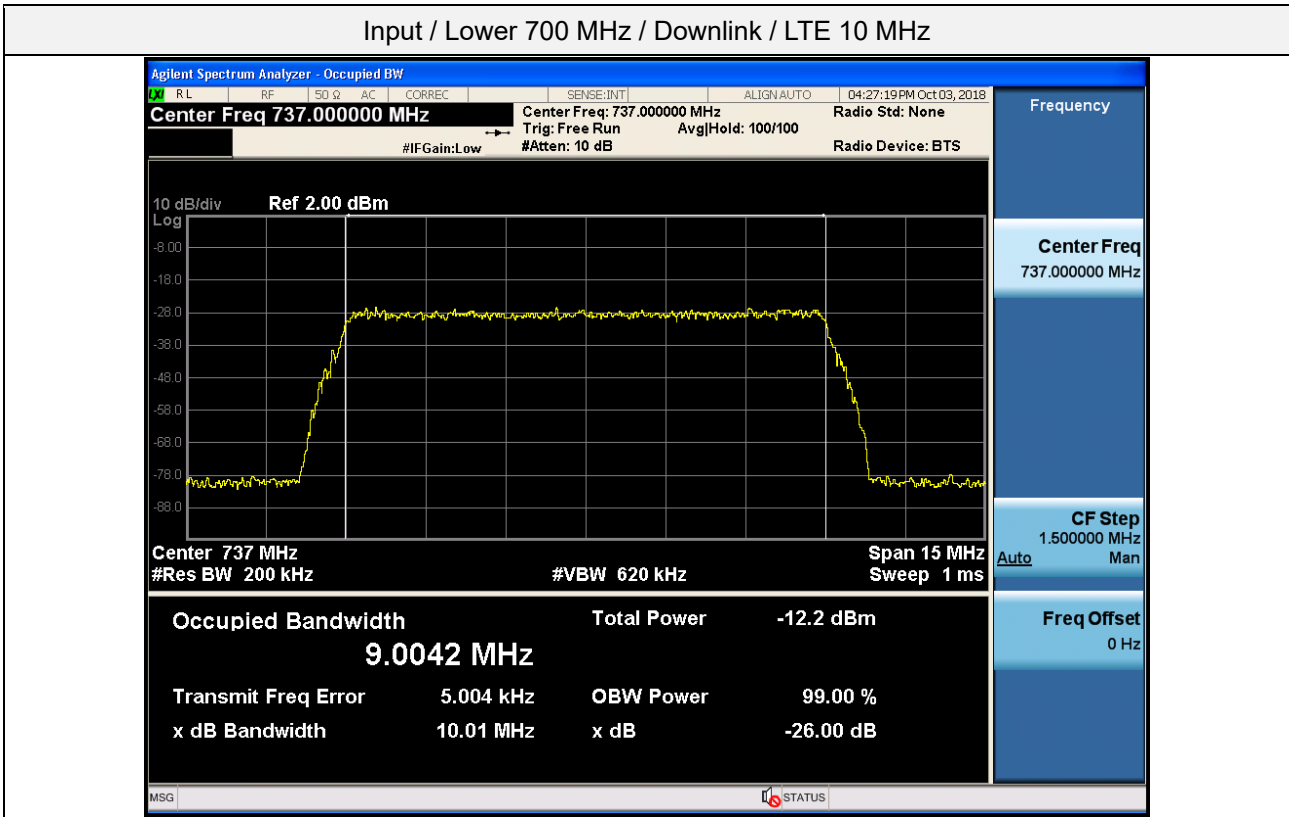 Input / Lower 700 MHz / Downlink / LTE 10 MHz
Agilent Spectrum Analyzer - Occupied BW
LXI RL RF 50 Ω AC CORREC SENSE:INT ALIGN AUTO 04:27:19 PM Oct 03, 2018
Center Freq 737.000000 MHz
Center Freq: 737.000000 MHz Radio Std: None
Trig: Free Run Avg|Hold: 100/100
#IFGain:Low #Atten: 10 dB Radio Device: BTS
Frequency
10 dB/div Ref 2.00 dBm
Log
-8.00
-18.0
-28.0
-38.0
-48.0
-58.0
-68.0
-78.0
-88.0
Center 737 MHz Span 15 MHz
#Res BW 200 kHz #VBW 620 kHz Sweep 1 ms
Occupied Bandwidth Total Power -12.2 dBm
9.0042 MHz
Transmit Freq Error 5.004 kHz OBW Power 99.00 %
x dB Bandwidth 10.01 MHz x dB -26.00 dB
Center Freq
737.000000 MHz
CF Step
1.500000 MHz
Auto Man
Freq Offset
0 Hz
MSG STATUS